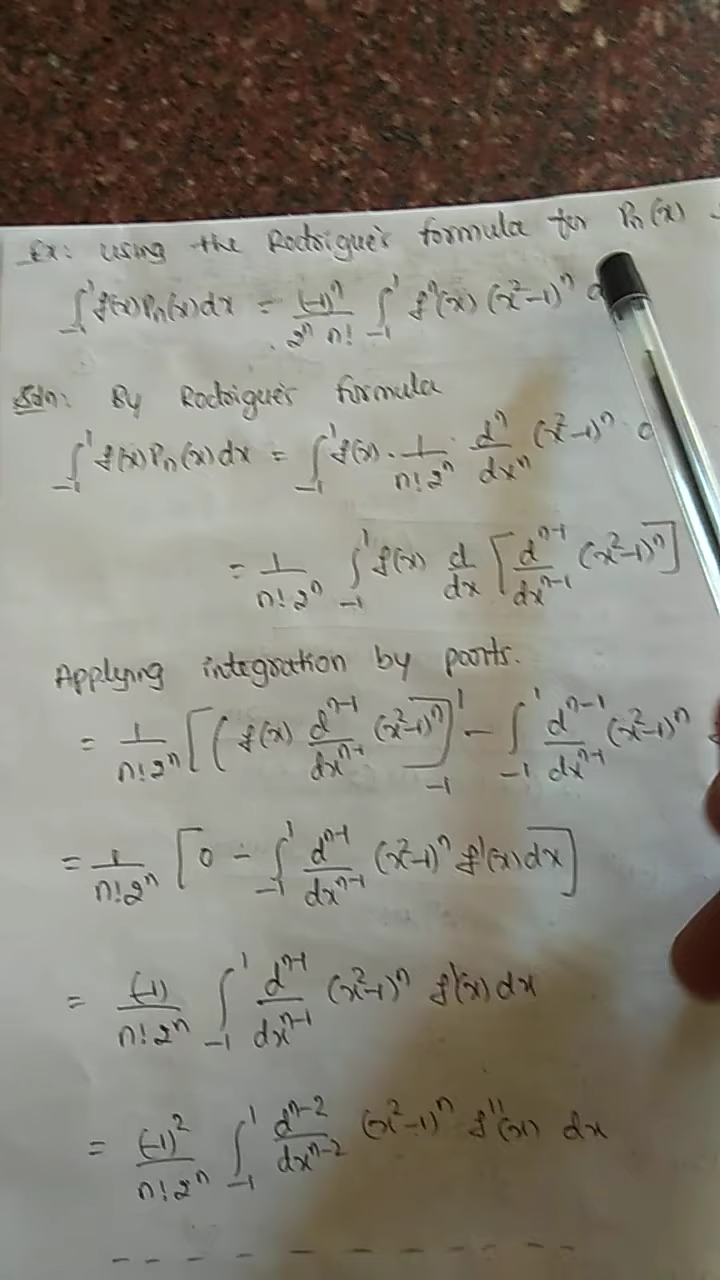 Ex: Using the Rodrigue's formula for Pn(x)
∫₋₁¹ f(x) Pn(x) dx = (-1)ⁿ / 2ⁿ n! ∫₋₁¹ fⁿ(x) (x²-1)ⁿ
Soln: By Rodrigue's formula
∫₋₁¹ f(x) Pn(x) dx = ∫₋₁¹ f(x) · 1/(n! 2ⁿ) · dⁿ/dxⁿ (x²-1)ⁿ
= 1/(n! 2ⁿ) ∫₋₁¹ f(x) d/dx [dⁿ⁻¹/dxⁿ⁻¹ (x²-1)ⁿ]
Applying integration by parts.
= 1/(n! 2ⁿ) [(f(x) dⁿ⁻¹/dxⁿ⁻¹ (x²-1)ⁿ]₋₁¹ - ∫₋₁¹ dⁿ⁻¹/dxⁿ⁻¹ (x²-1)ⁿ
= 1/(n! 2ⁿ) [0 - ∫₋₁¹ dⁿ⁻¹/dxⁿ⁻¹ (x²-1)ⁿ f'(x) dx]
= (-1)/(n! 2ⁿ) ∫₋₁¹ dⁿ⁻¹/dxⁿ⁻¹ (x²-1)ⁿ f'(x) dx
= (-1)²/(n! 2ⁿ) ∫₋₁¹ dⁿ⁻²/dxⁿ⁻² (x²-1)ⁿ f''(x) dx
- - - - - - - - - - -